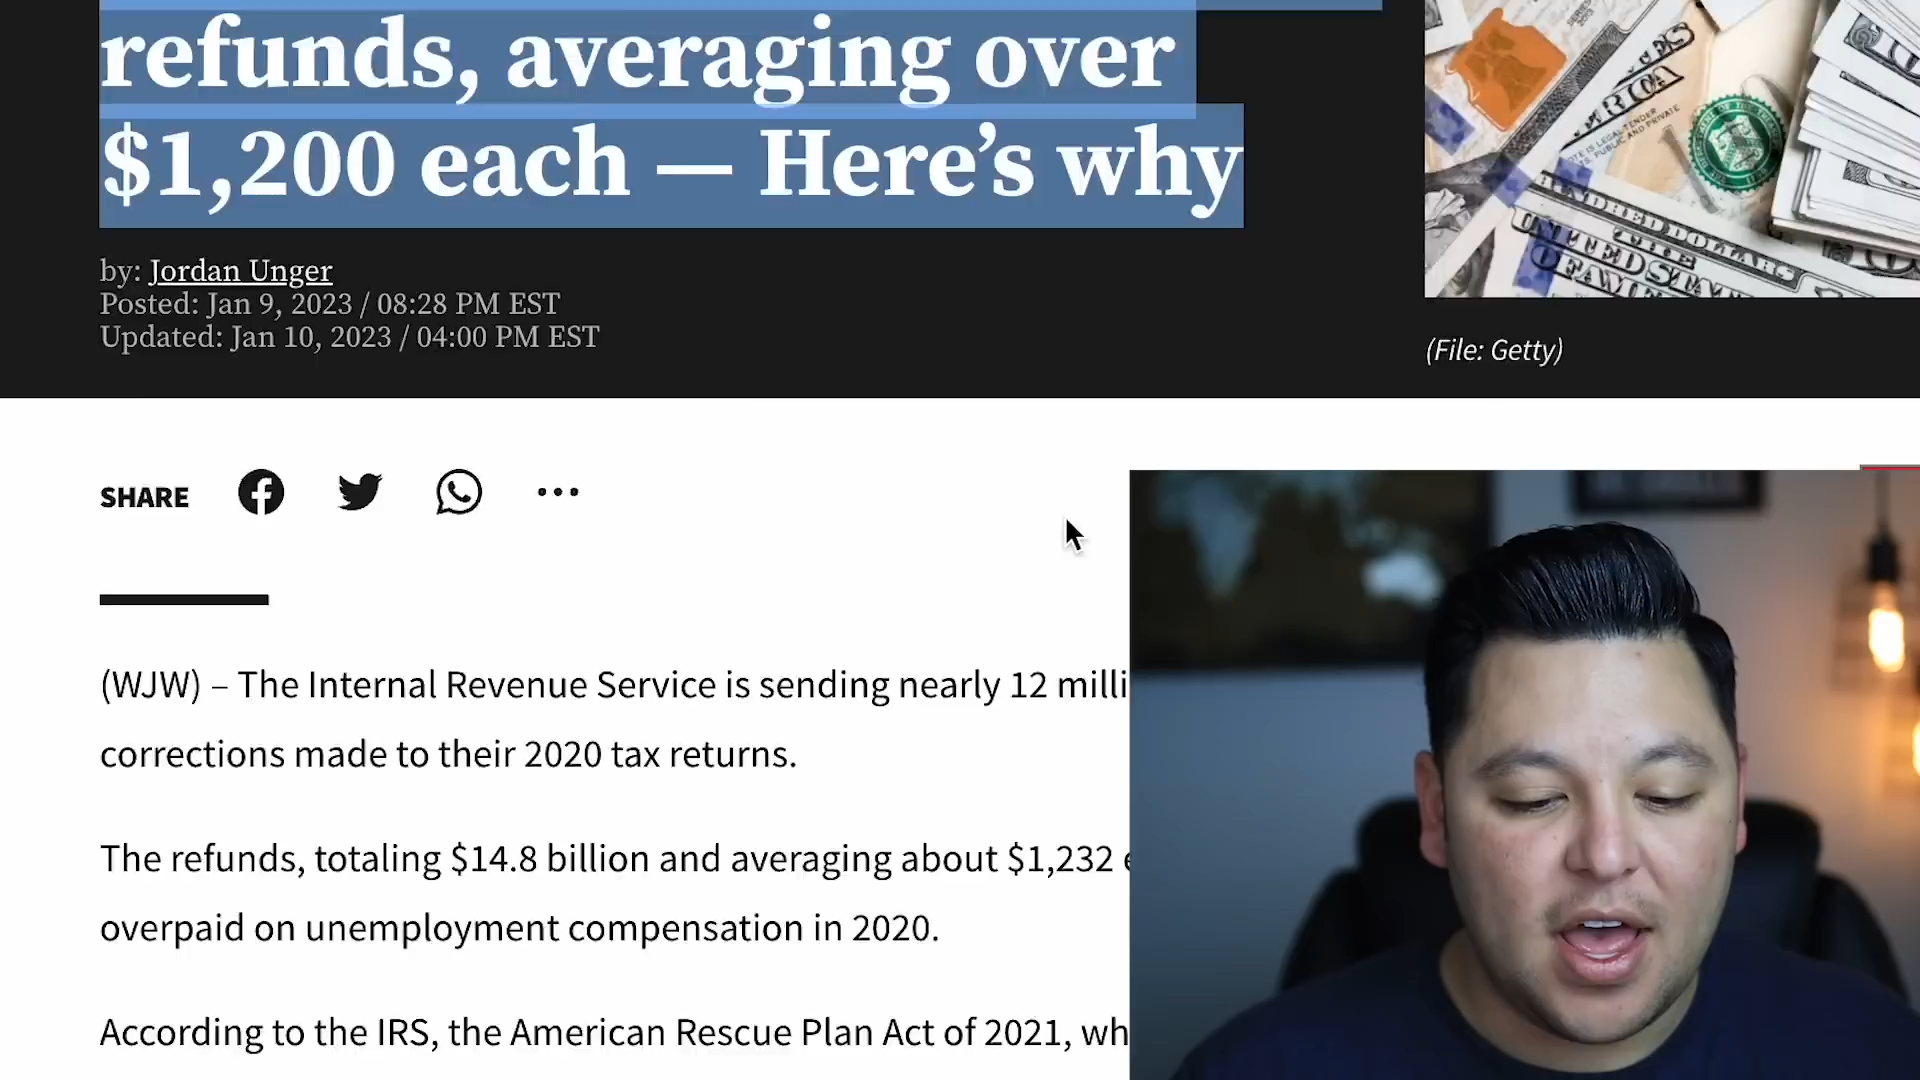 refunds, averaging over
$1,200 each — Here’s why
by: Jordan Unger
Posted: Jan 9, 2023 / 08:28 PM EST
Updated: Jan 10, 2023 / 04:00 PM EST
(File: Getty)
SHARE
(WJW) – The Internal Revenue Service is sending nearly 12 milli
corrections made to their 2020 tax returns.
The refunds, totaling $14.8 billion and averaging about $1,232
overpaid on unemployment compensation in 2020.
According to the IRS, the American Rescue Plan Act of 2021, wh